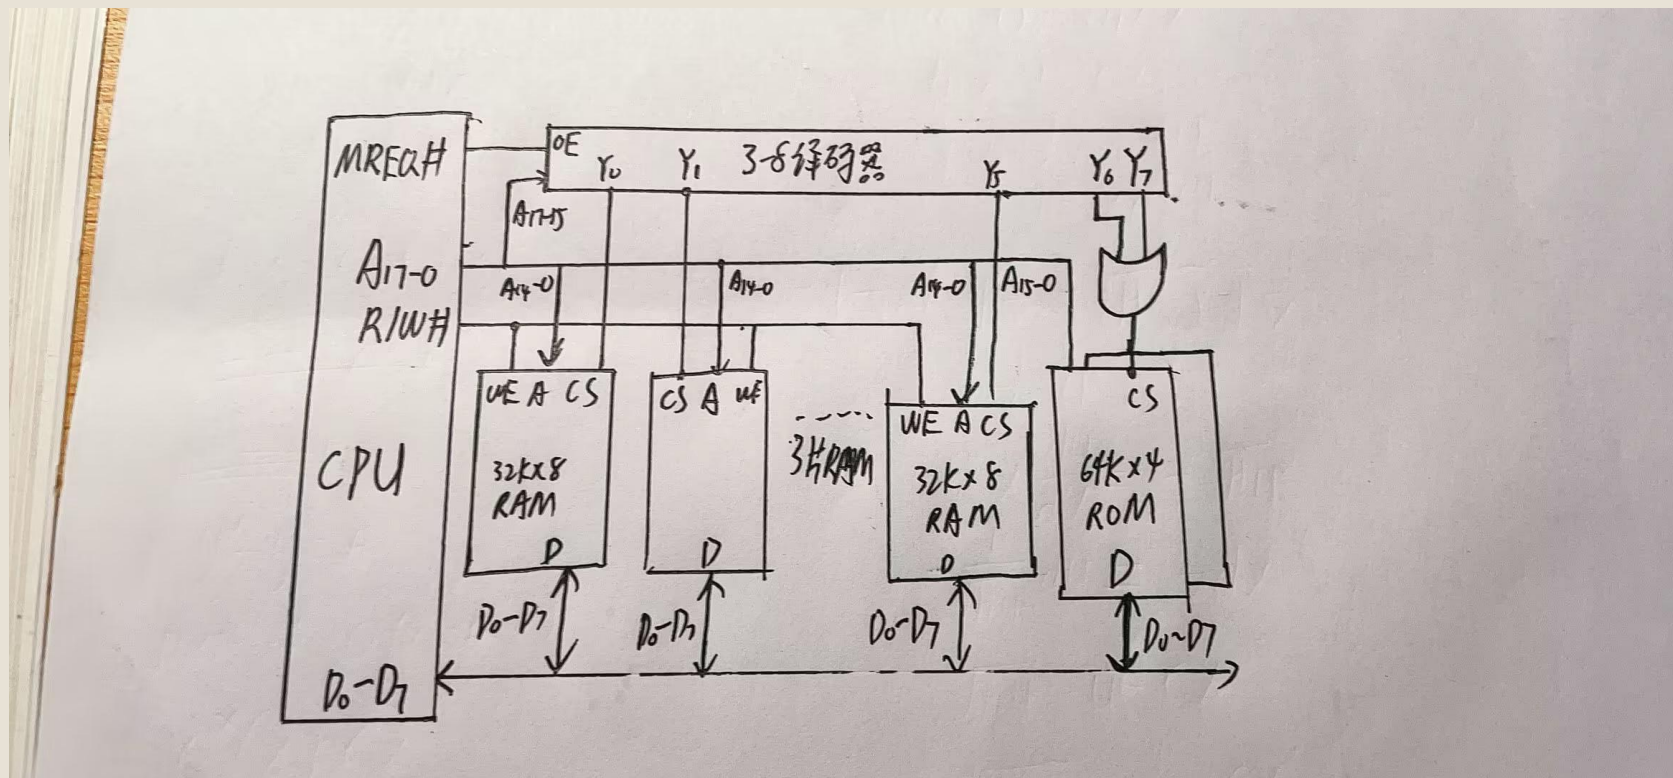 MREQ#
OE
Y0
Y1
3-8译码器
Y5
Y6 Y7
A17-15
A17-0
A14-0
A14-0
A14-0
A15-0
R/W#
WE A CS
CS A WE
WE A CS
CS
CPU
32K×8
RAM
3片RAM
32K×8
RAM
64K×4
ROM
D
D
D
D
D0-D7
D0-D7
D0-D7
D0~D7
D0-D7